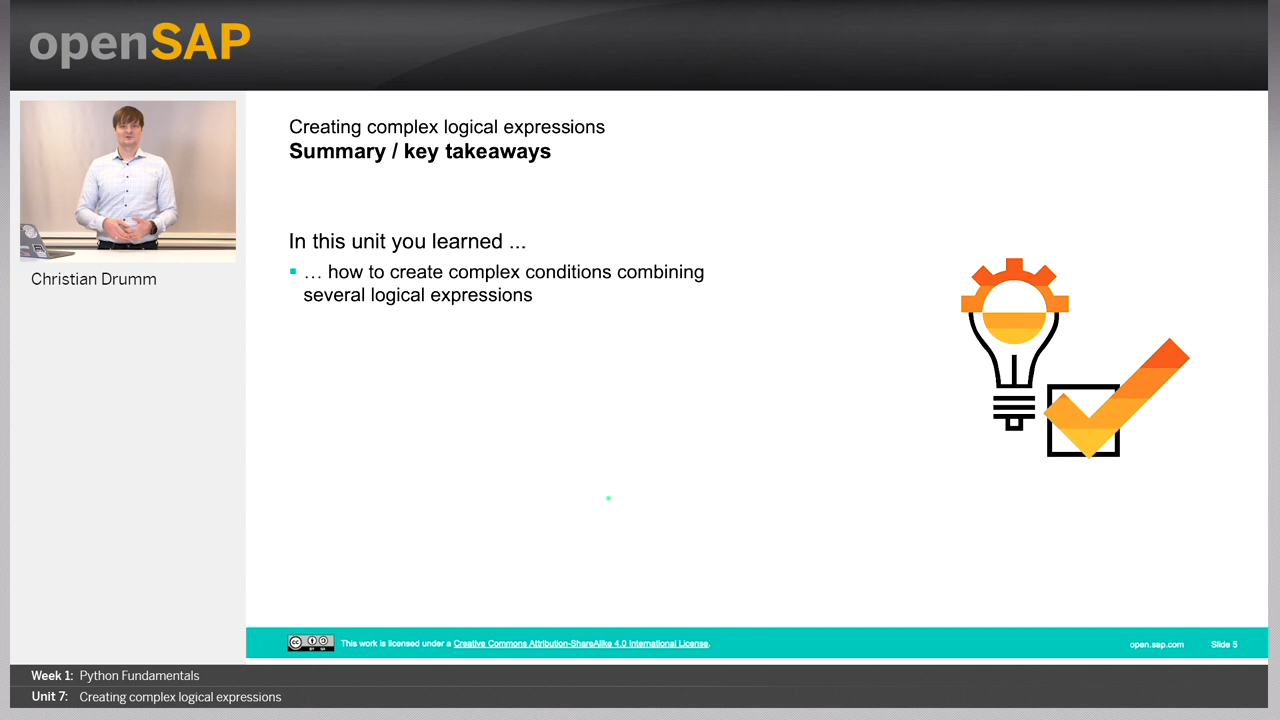 openSAP
Christian Drumm
Creating complex logical expressions
Summary / key takeaways
In this unit you learned ...
… how to create complex conditions combining
several logical expressions
This work is licensed under a Creative Commons Attribution-ShareAlike 4.0 International License.
open.sap.com
Slide 5
Week 1: Python Fundamentals
Unit 7: Creating complex logical expressions